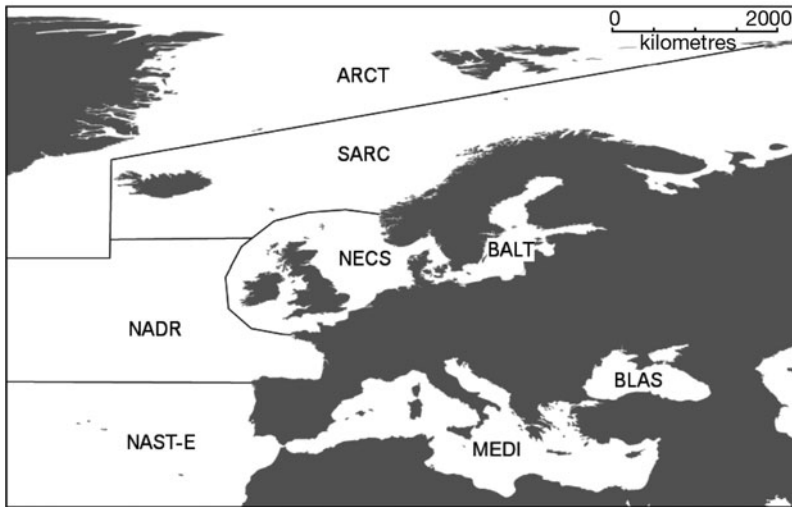 0 2000
kilometres
ARCT
SARC
NECS
BALT
NADR
BLAS
NAST-E
MEDI